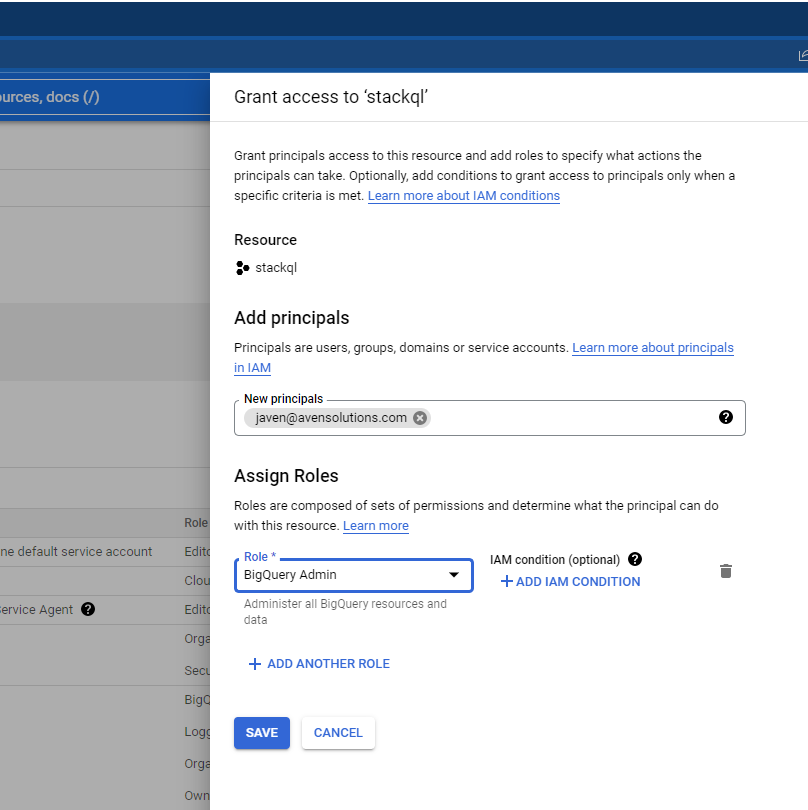 ources, docs (/)
Grant access to ‘stackql’
Grant principals access to this resource and add roles to specify what actions the
principals can take. Optionally, add conditions to grant access to principals only when a
specific criteria is met. Learn more about IAM conditions
Resource
stackql
Add principals
Principals are users, groups, domains or service accounts. Learn more about principals
in IAM
New principals
javen@avensolutions.com
Assign Roles
Roles are composed of sets of permissions and determine what the principal can do
with this resource. Learn more
Role *
BigQuery Admin
IAM condition (optional)
+ ADD IAM CONDITION
Administer all BigQuery resources and
data
+ ADD ANOTHER ROLE
SAVE CANCEL
Role
ne default service account Edito
Clou
Service Agent Edito
Orga
Secu
BigQ
Logg
Orga
Own